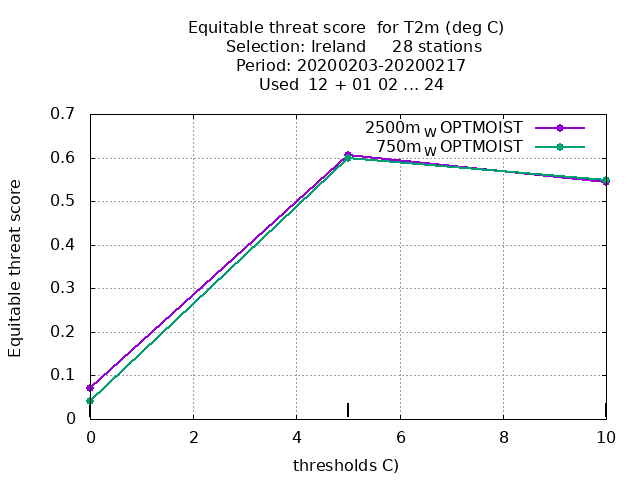 Equitable threat score  for T2m (deg C)
Selection: Ireland     28 stations
Period: 20200203-20200217
Used  12 + 01 02 ... 24
0.7
2500m W OPTMOIST
750m W OPTMOIST
0.6
0.5
0.4
0.3
0.2
0.1
0
Equitable threat score
0 2 4 6 8 10
thresholds C)